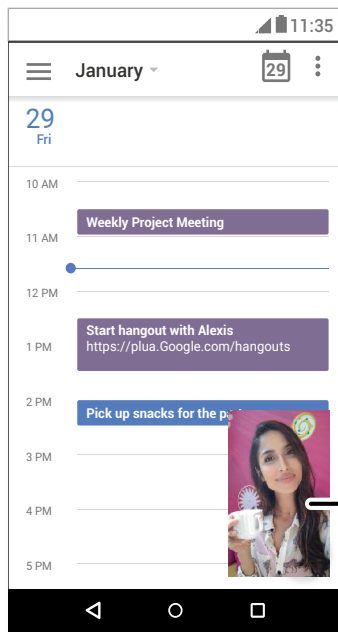 11:35
January
29
29
Fri
10 AM
Weekly Project Meeting
11 AM
12 PM
Start hangout with Alexis
https://plua.Google.com/hangouts
1 PM
2 PM
Pick up snacks for the
3 PM
4 PM
5 PM